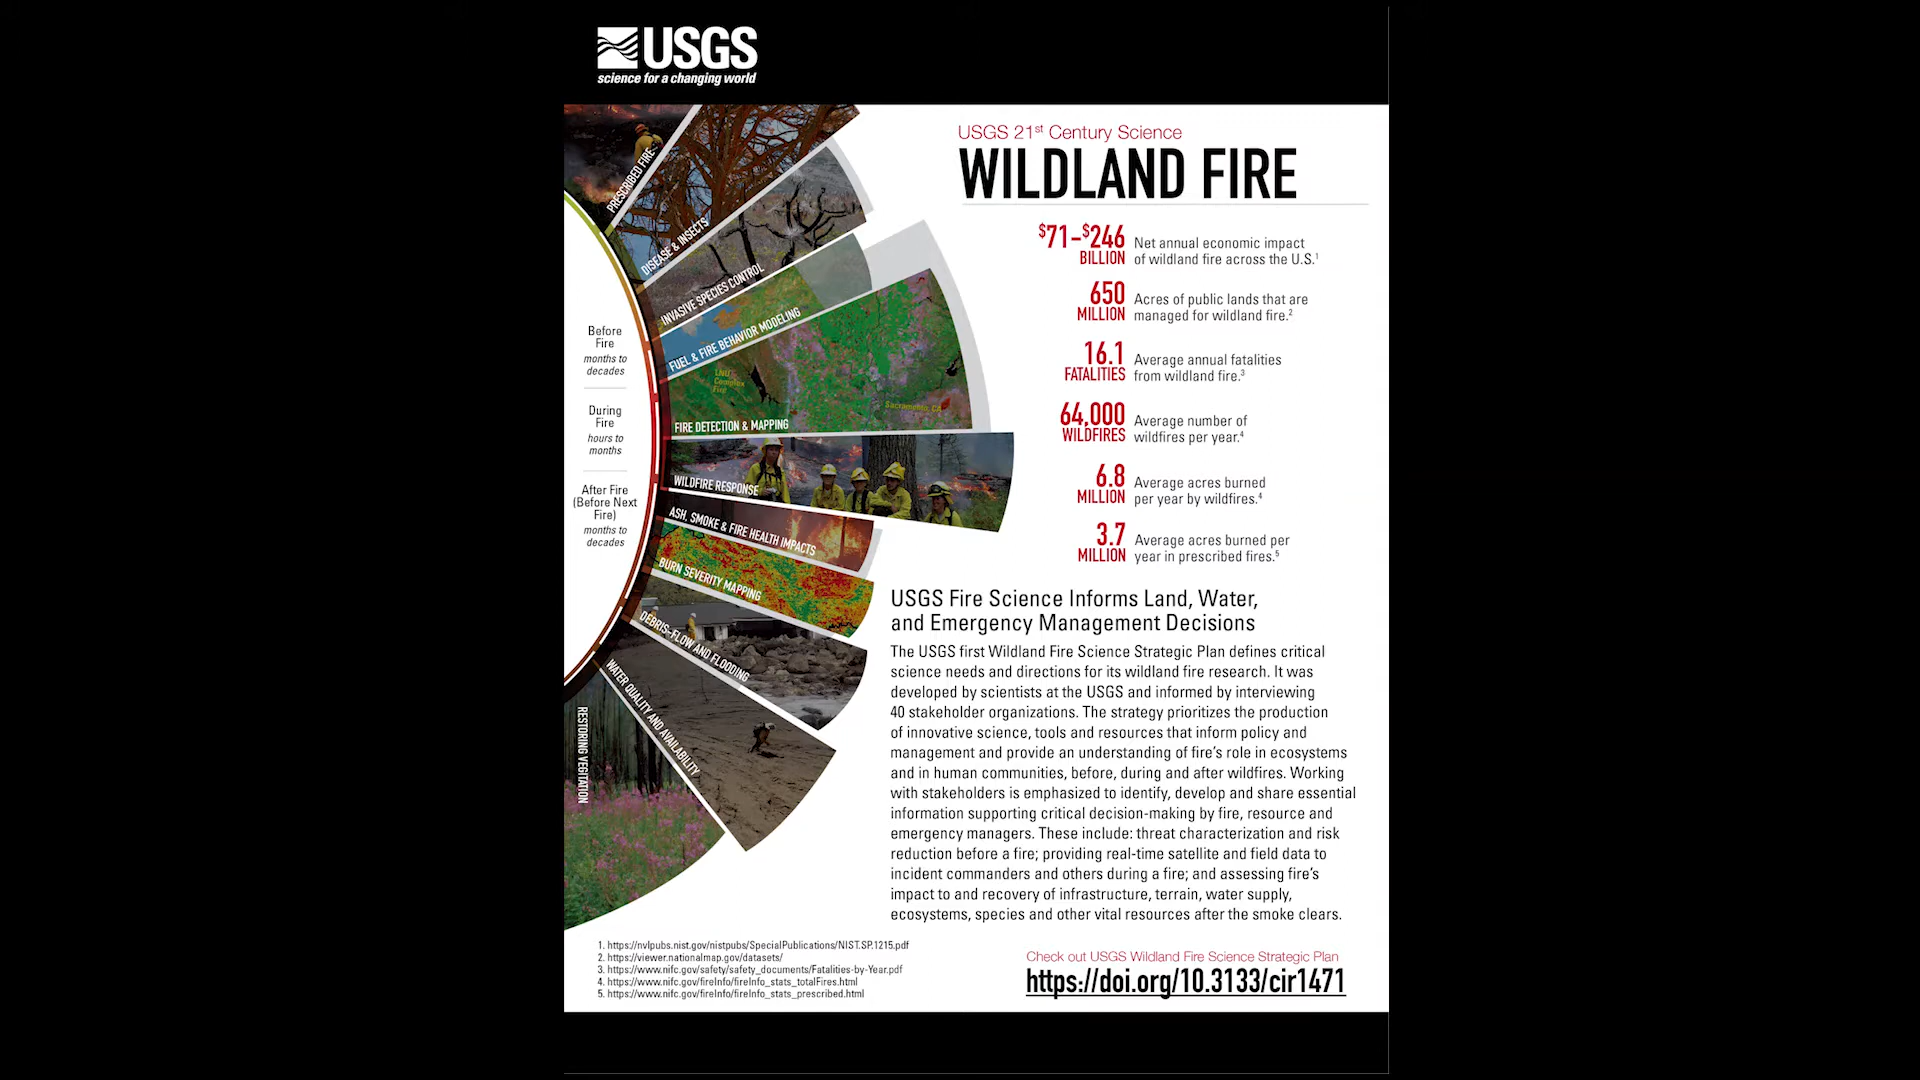 USGS
science for a changing world
USGS 21st Century Science
WILDLAND FIRE
$71–$246
BILLION
Net annual economic impact
of wildland fire across the U.S.1
650
MILLION
Acres of public lands that are
managed for wildland fire.2
16.1
FATALITIES
Average annual fatalities
from wildland fire.3
64,000
WILDFIRES
Average number of
wildfires per year.4
6.8
MILLION
Average acres burned
per year by wildfires.4
3.7
MILLION
Average acres burned per
year in prescribed fires.5
PRESCRIBED FIRE
DISEASE & INSECTS
INVASIVE SPECIES CONTROL
FUEL & FIRE BEHAVIOR MODELING
LNU
Complex
Fire
Sacramento, CA
FIRE DETECTION & MAPPING
WILDFIRE RESPONSE
ASH, SMOKE & FIRE HEALTH IMPACTS
BURN SEVERITY MAPPING
DEBRIS-FLOW AND FLOODING
WATER QUALITY AND AVAILABILITY
RESTORING VEGITATION
Before
Fire
months to
decades
During
Fire
hours to
months
After Fire
(Before Next
Fire)
months to
decades
USGS Fire Science Informs Land, Water,
and Emergency Management Decisions
The USGS first Wildland Fire Science Strategic Plan defines critical
science needs and directions for its wildland fire research. It was
developed by scientists at the USGS and informed by interviewing
40 stakeholder organizations. The strategy prioritizes the production
of innovative science, tools and resources that inform policy and
management and provide an understanding of fire's role in ecosystems
and in human communities, before, during and after wildfires. Working
with stakeholders is emphasized to identify, develop and share essential
information supporting critical decision-making by fire, resource and
emergency managers. These include: threat characterization and risk
reduction before a fire; providing real-time satellite and field data to
incident commanders and others during a fire; and assessing fire's
impact to and recovery of infrastructure, terrain, water supply,
ecosystems, species and other vital resources after the smoke clears.
1. https://nvlpubs.nist.gov/nistpubs/SpecialPublications/NIST.SP.1215.pdf
2. https://viewer.nationalmap.gov/datasets/
3. https://www.nifc.gov/safety/safety_documents/Fatalities-by-Year.pdf
4. https://www.nifc.gov/fireInfo/fireInfo_stats_totalFires.html
5. https://www.nifc.gov/fireInfo/fireInfo_stats_prescribed.html
Check out USGS Wildland Fire Science Strategic Plan
https://doi.org/10.3133/cir1471